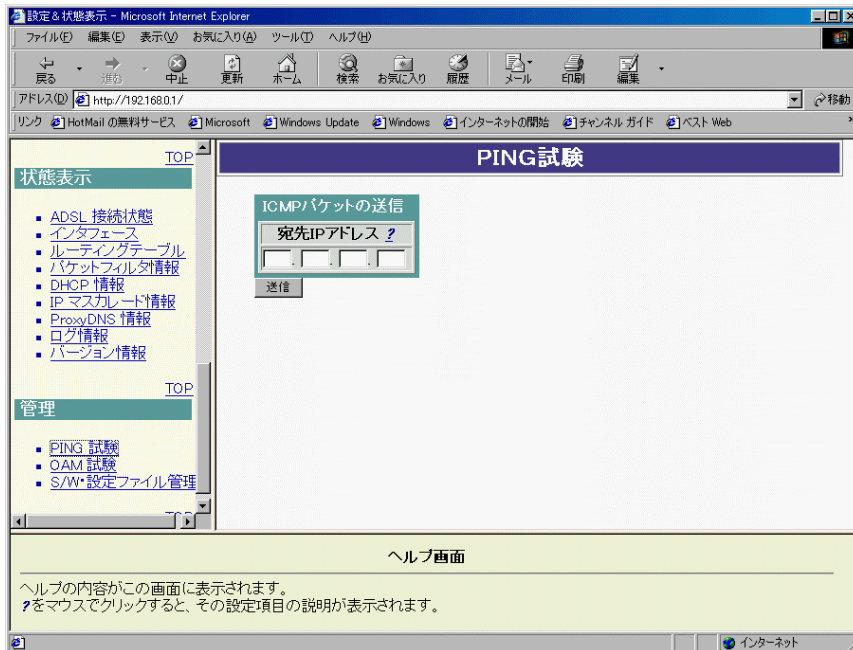 設定&状態表示 - Microsoft Internet Explorer
ファイル(F) 編集(E) 表示(V) お気に入り(A) ツール(T) ヘルプ(H)
戻る 進む 中止 更新 ホーム 検索 お気に入り 履歴 メール 印刷 編集
アドレス(D) http://192.168.0.1/ 移動
リンク HotMail の無料サービス Microsoft Windows Update Windows インターネットの開始 チャンネル ガイド ベスト Web
TOP
状態表示
ADSL 接続状態
インタフェース
ルーティングテーブル
パケットフィルタ情報
DHCP 情報
IP マスカレード情報
ProxyDNS 情報
ログ情報
バージョン情報
TOP
管理
PING 試験
OAM 試験
S/W・設定ファイル管理
TOP
PING試験
ICMPパケットの送信
宛先IPアドレス ?
. . .
送信
ヘルプ画面
ヘルプの内容がこの画面に表示されます。
?をマウスでクリックすると、その設定項目の説明が表示されます。
インターネット